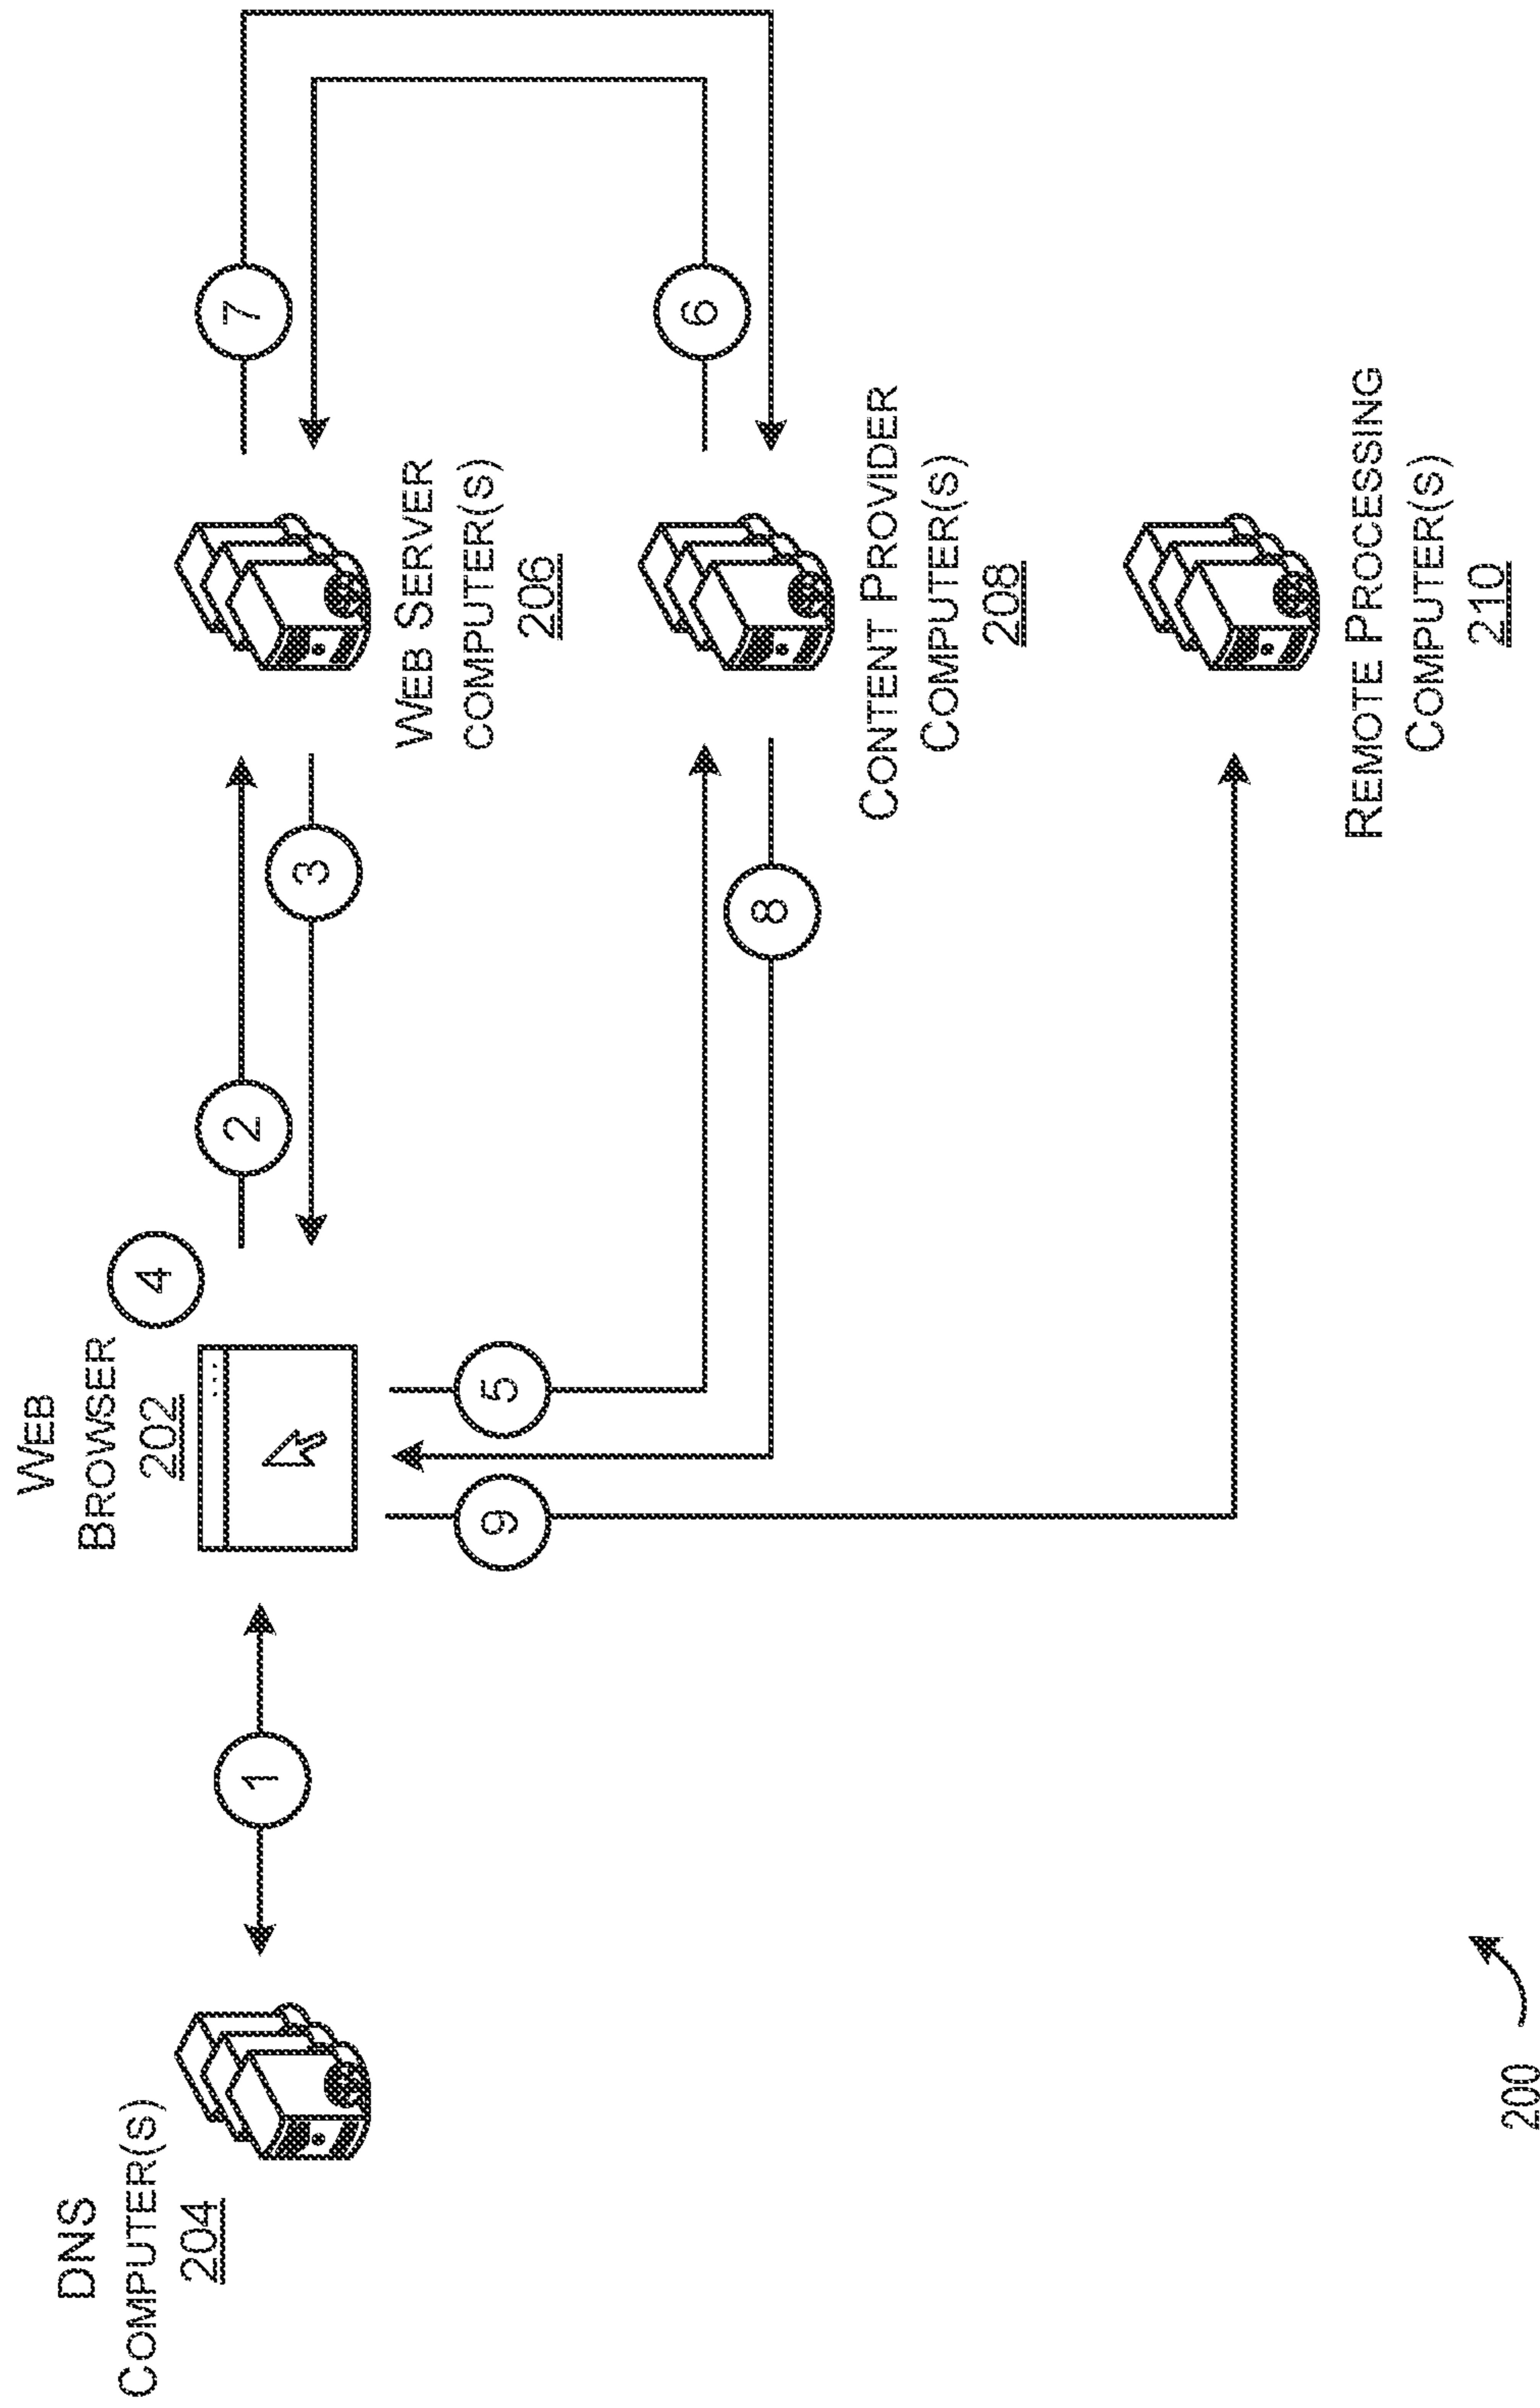 DNS
COMPUTER(S)
204
1
WEB
BROWSER
202
4
2
3
5
9
8
WEB SERVER
COMPUTER(S)
206
7
CONTENT PROVIDER
COMPUTER(S)
208
6
REMOTE PROCESSING
COMPUTER(S)
210
200